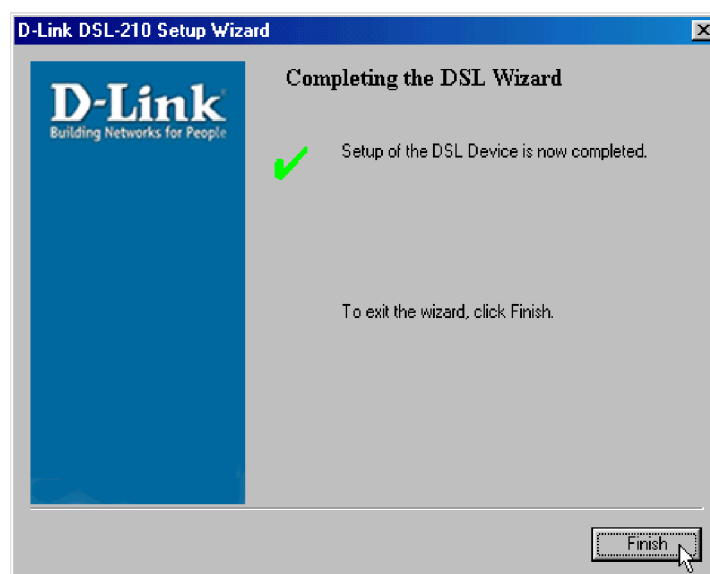 D-Link DSL-210 Setup Wizard
D-Link
Building Networks for People
Completing the DSL Wizard
Setup of the DSL Device is now completed.
To exit the wizard, click Finish.
Finish